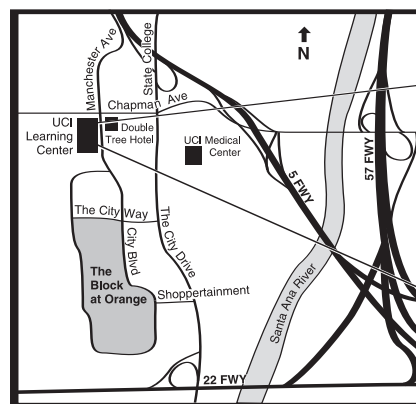 Manchester Ave
State College
N
Chapman Ave
UCI
Learning
Center
Double
Tree Hotel
UCI Medical
Center
5 FWY
57 FWY
The City Way
City Blvd
The City Drive
The
Block
at Orange
Shoppertainment
Santa Ana River
22 FWY